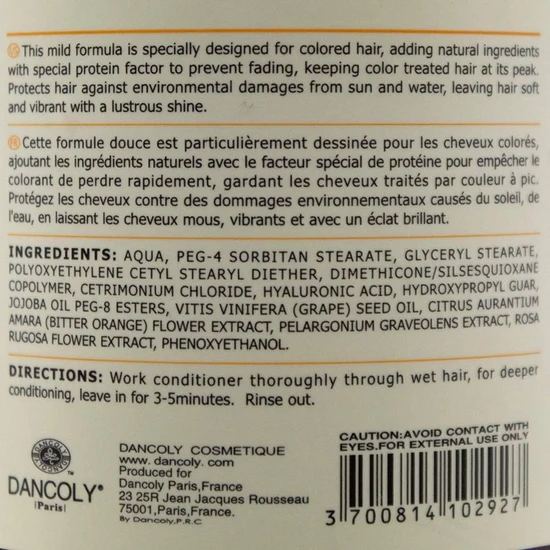 US This mild formula is specially designed for colored hair, adding natural ingredients
with special protein factor to prevent fading, keeping color treated hair at its peak.
Protects hair against environmental damages from sun and water, leaving hair soft
and vibrant with a lustrous shine.
FR Cette formule douce est particulièrement dessinée pour les cheveux colorés,
ajoutant les ingrédients naturels avec le facteur spécial de protéine pour empêcher le
colorant de perdre rapidement, gardant les cheveux traités par couleur à pic.
Protégez les cheveux contre des dommages environnementaux causés du soleil, de
l'eau, en laissant les cheveux mous, vibrants et avec un éclat brillant.
INGREDIENTS: AQUA, PEG-4 SORBITAN STEARATE, GLYCERYL STEARATE,
POLYOXYETHYLENE CETYL STEARYL DIETHER, DIMETHICONE/SILSESQUIOXANE
COPOLYMER, CETRIMONIUM CHLORIDE, HYALURONIC ACID, HYDROXYPROPYL GUAR,
JOJOBA OIL PEG-8 ESTERS, VITIS VINIFERA (GRAPE) SEED OIL, CITRUS AURANTIUM
AMARA (BITTER ORANGE) FLOWER EXTRACT, PELARGONIUM GRAVEOLENS EXTRACT, ROSA
RUGOSA FLOWER EXTRACT, PHENOXYETHANOL.
DIRECTIONS: Work conditioner thoroughly through wet hair, for deeper
conditioning, leave in for 3-5minutes. Rinse out.
DANCOLY
DANCOLY
TM
DANCOLY®
Paris
DANCOLY COSMETIQUE
www. dancoly. com
Produced for
Dancoly Paris,France
23 25R Jean Jacques Rousseau
75001,Paris,France.
By Dancoly.P.R.C
CAUTION:AVOID CONTACT WITH
EYES.FOR EXTERNAL USE ONLY
3 700814 102927